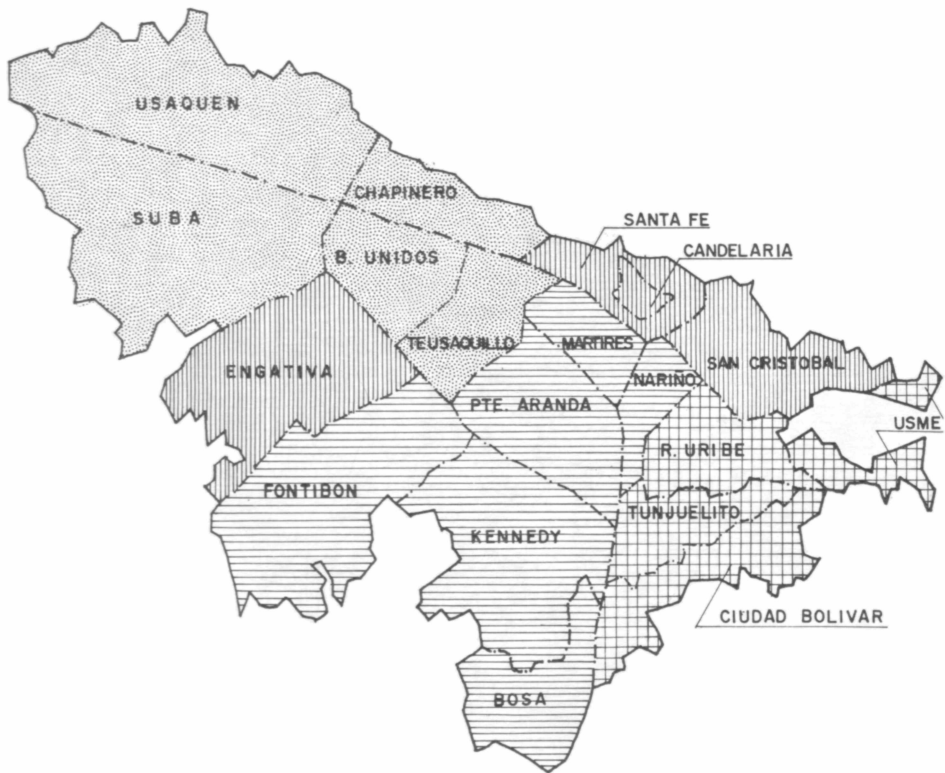 USAQUEN
CHAPINERO
SUBA
SANTA FE
B. UNIDOS
CANDELARIA
TEUSAQUILLO
MARTIRES
ENGATIVA
SAN CRISTOBAL
NARIÑO
PTE. ARANDA
USME
R. URIBE
FONTIBON
TUNJUELITO
KENNEDY
CIUDAD BOLIVAR
BOSA